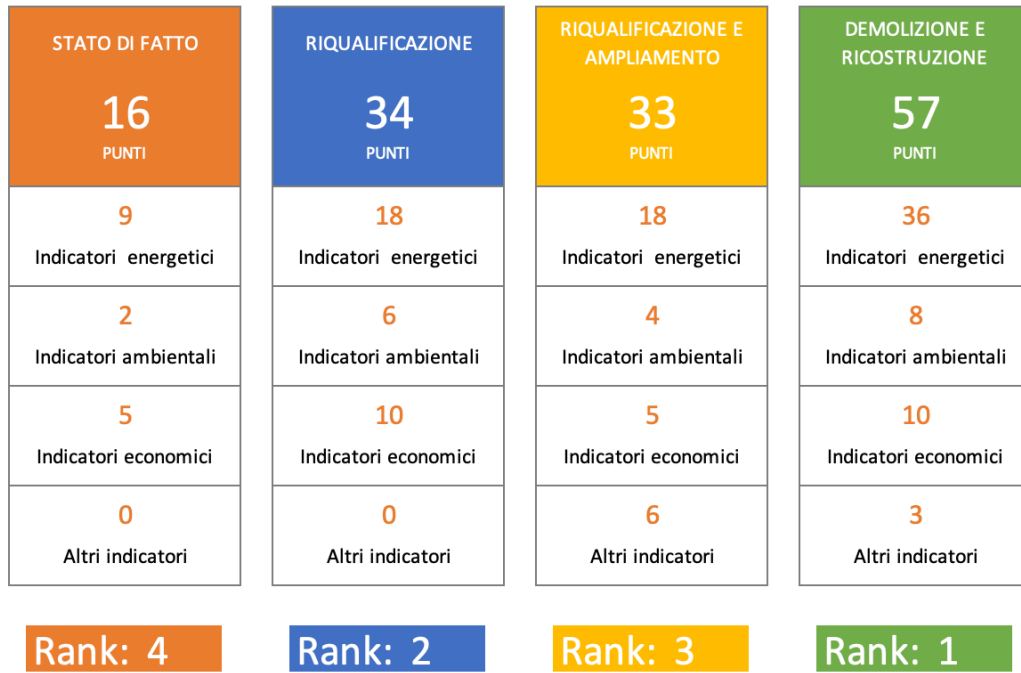 STATO DI FATTO
16
PUNTI
9
Indicatori energetici
2
Indicatori ambientali
5
Indicatori economici
0
Altri indicatori
Rank: 4
RIQUALIFICAZIONE
34
PUNTI
18
Indicatori energetici
6
Indicatori ambientali
10
Indicatori economici
0
Altri indicatori
Rank: 2
RIQUALIFICAZIONE E
AMPLIAMENTO
33
PUNTI
18
Indicatori energetici
4
Indicatori ambientali
5
Indicatori economici
6
Altri indicatori
Rank: 3
DEMOLIZIONE E
RICOSTRUZIONE
57
PUNTI
36
Indicatori energetici
8
Indicatori ambientali
10
Indicatori economici
3
Altri indicatori
Rank: 1